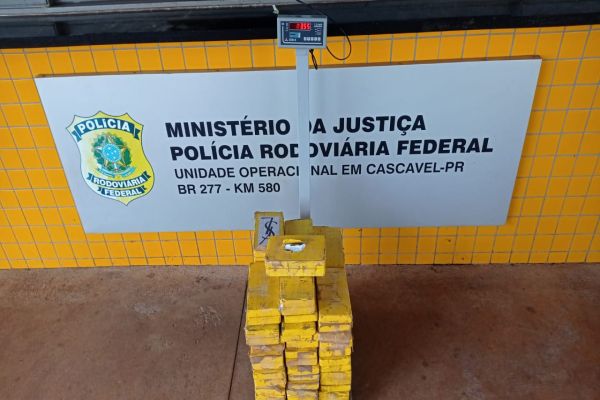 POLÍCIA
RODOVIÁRIA
FEDERAL
MINISTÉRIO DA JUSTIÇA
POLÍCIA RODOVIÁRIA FEDERAL
UNIDADE OPERACIONAL EM CASCAVEL-PR
BR 277 - KM 580